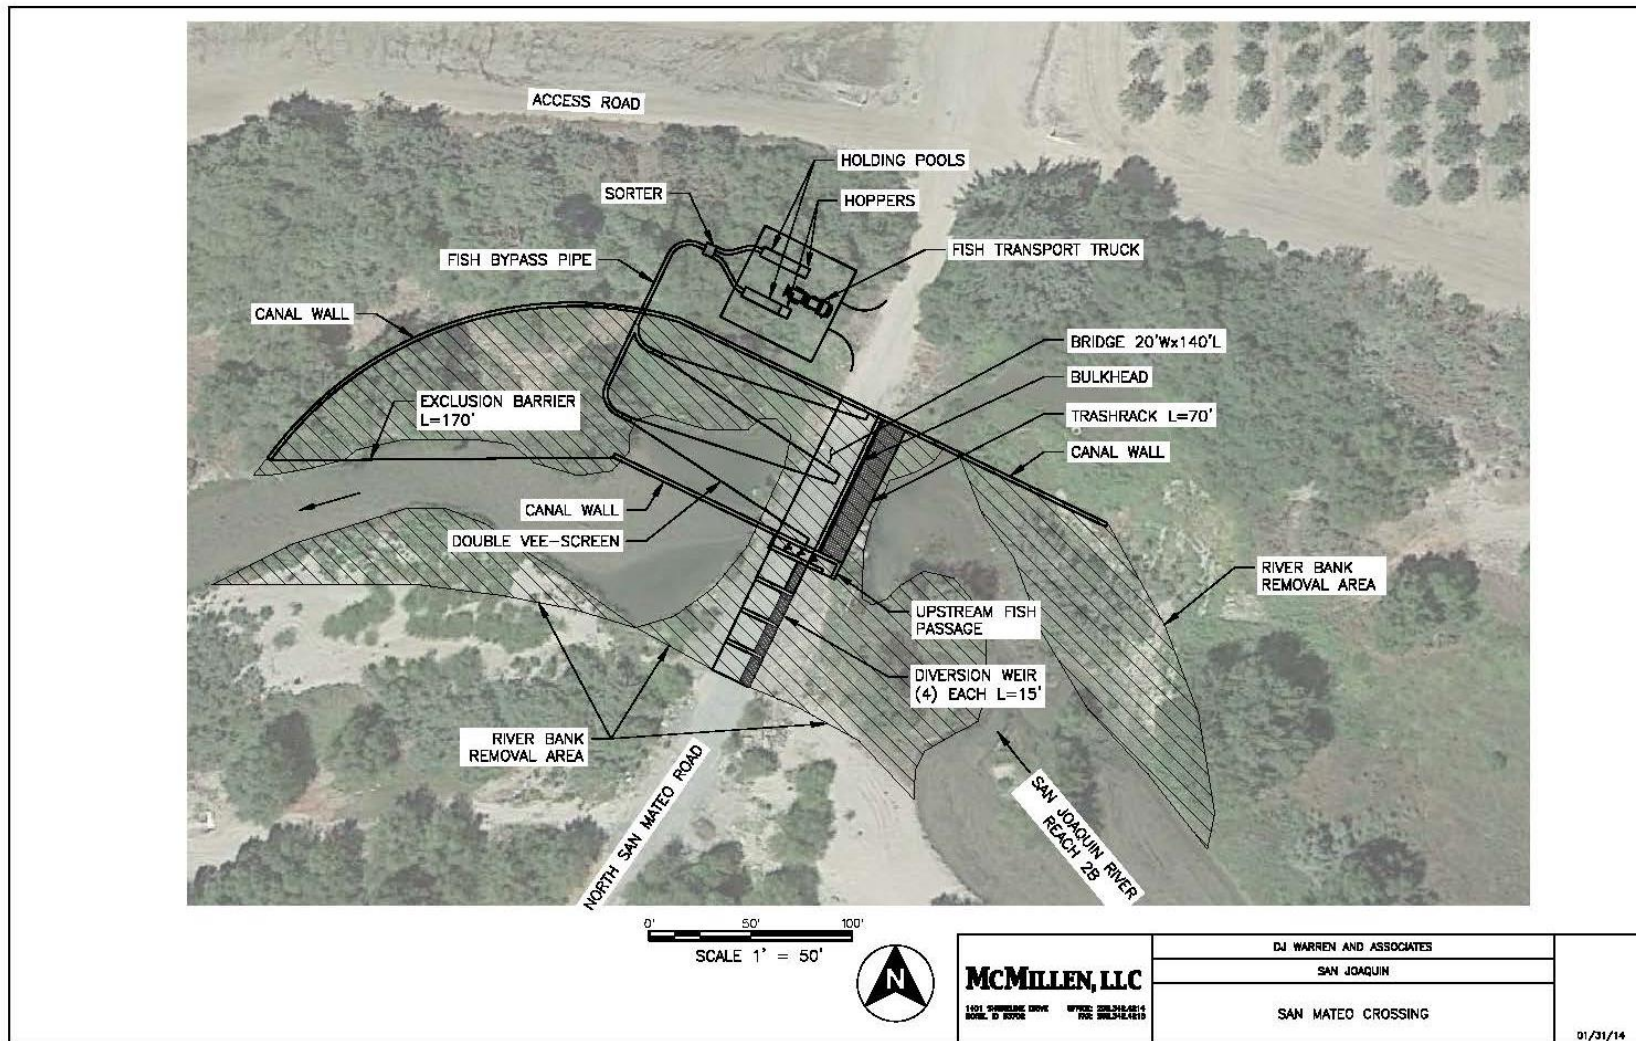 ACCESS ROAD
HOLDING POOLS
SORTER
HOPPERS
FISH BYPASS PIPE
FISH TRANSPORT TRUCK
CANAL WALL
BRIDGE 20'Wx140'L
BULKHEAD
EXCLUSION BARRIER
L=170'
TRASHRACK L=70'
CANAL WALL
CANAL WALL
DOUBLE VEE-SCREEN
RIVER BANK
REMOVAL AREA
UPSTREAM FISH
PASSAGE
DIVERSION WEIR
(4) EACH L=15'
RIVER BANK
REMOVAL AREA
NORTH SAN MATEO ROAD
SAN JOAQUIN RIVER
REACH 2B
0' 50' 100'
SCALE 1' = 50'
N
MCMILLEN, LLC
DJ WARREN AND ASSOCIATES
SAN JOAQUIN
SAN MATEO CROSSING
01/31/14